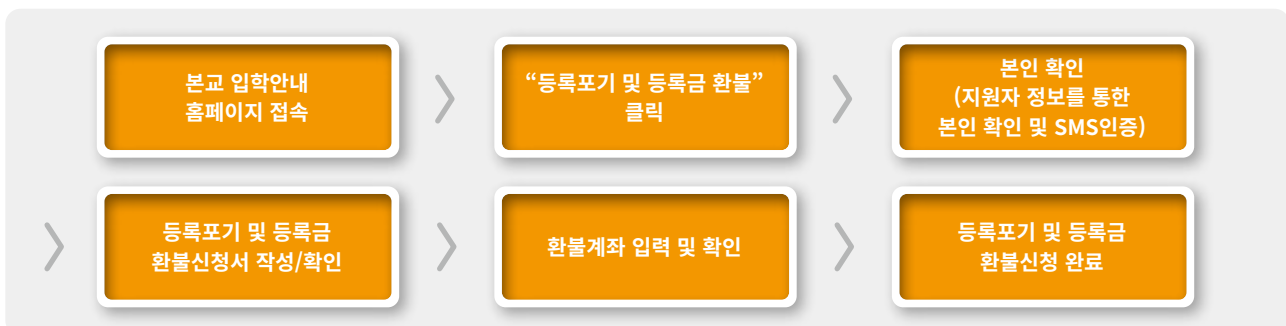 본교 입학안내
홈페이지 접속
“등록포기 및 등록금 환불”
클릭
본인 확인
(지원자 정보를 통한
본인 확인 및 SMS인증)
등록포기 및 등록금
환불신청서 작성/확인
환불계좌 입력 및 확인
등록포기 및 등록금
환불신청 완료